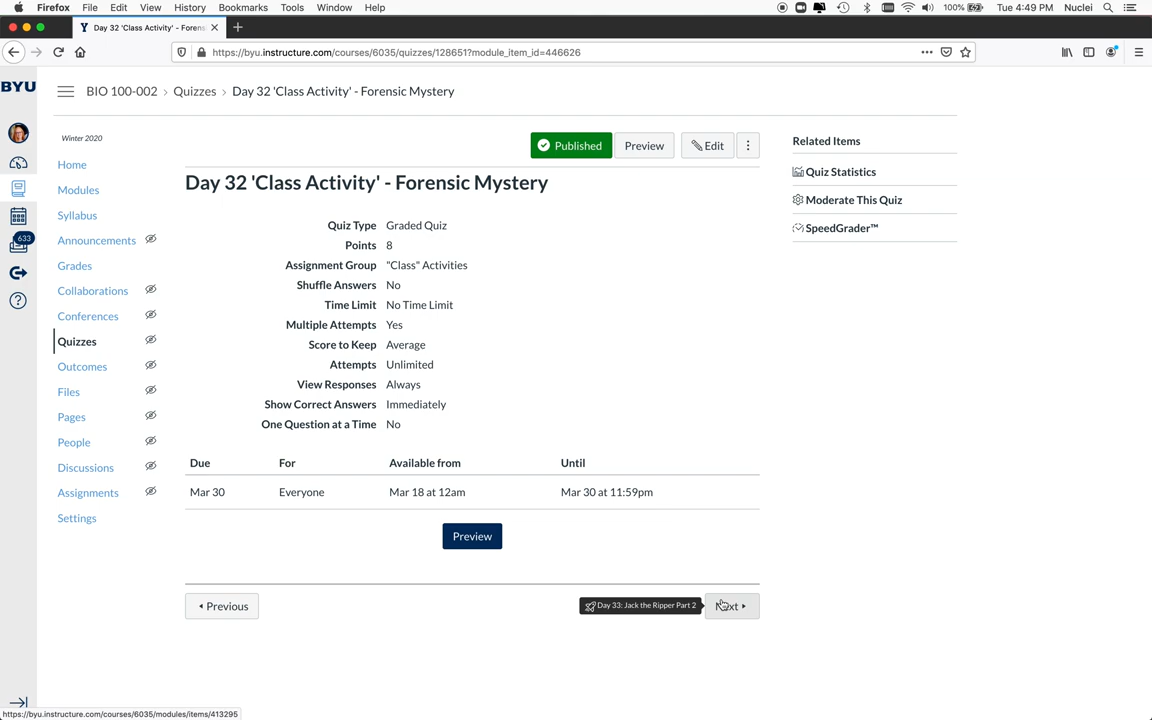 Firefox File Edit View History Bookmarks Tools Window Help 100% Tue 4:49 PM Nuclei
Day 32 'Class Activity' - Forens
https://byu.instructure.com/courses/6035/quizzes/128651?module_item_id=446626
BYU
BIO 100-002 › Quizzes › Day 32 'Class Activity' - Forensic Mystery
Winter 2020
Home
Modules
Syllabus
Announcements
Grades
Collaborations
Conferences
Quizzes
Outcomes
Files
Pages
People
Discussions
Assignments
Settings
633
Published Preview Edit
Day 32 'Class Activity' - Forensic Mystery
Quiz Type Graded Quiz
Points 8
Assignment Group "Class" Activities
Shuffle Answers No
Time Limit No Time Limit
Multiple Attempts Yes
Score to Keep Average
Attempts Unlimited
View Responses Always
Show Correct Answers Immediately
One Question at a Time No
Due For Available from Until
Mar 30 Everyone Mar 18 at 12am Mar 30 at 11:59pm
Preview
Previous Day 33: Jack the Ripper Part 2 Next
Related Items
Quiz Statistics
Moderate This Quiz
SpeedGrader™
https://byu.instructure.com/courses/6035/modules/items/413295